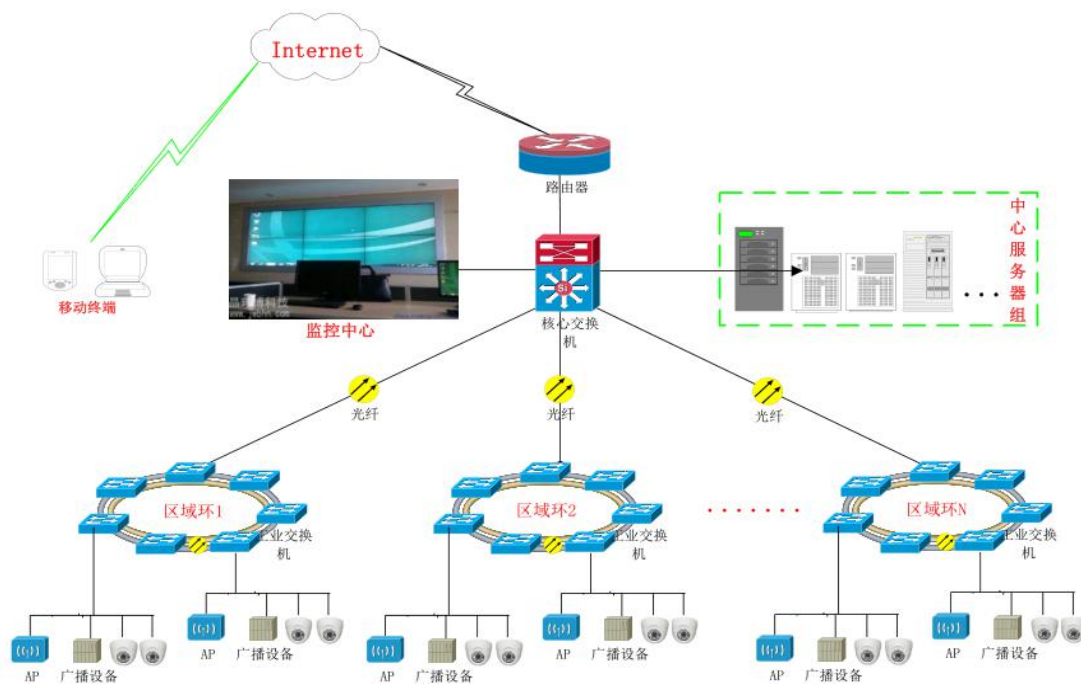 Internet
路由器
移动终端
监控中心
Si
核心交换
机
中
心
服
务
器
组
光纤
光纤
光纤
区域环1
工业交换
机
区域环2
工业交换
机
区域环N
工业交换
机
AP 广播设备
AP 广播设备
AP 广播设备
AP 广播设备
AP 广播设备
AP 广播设备